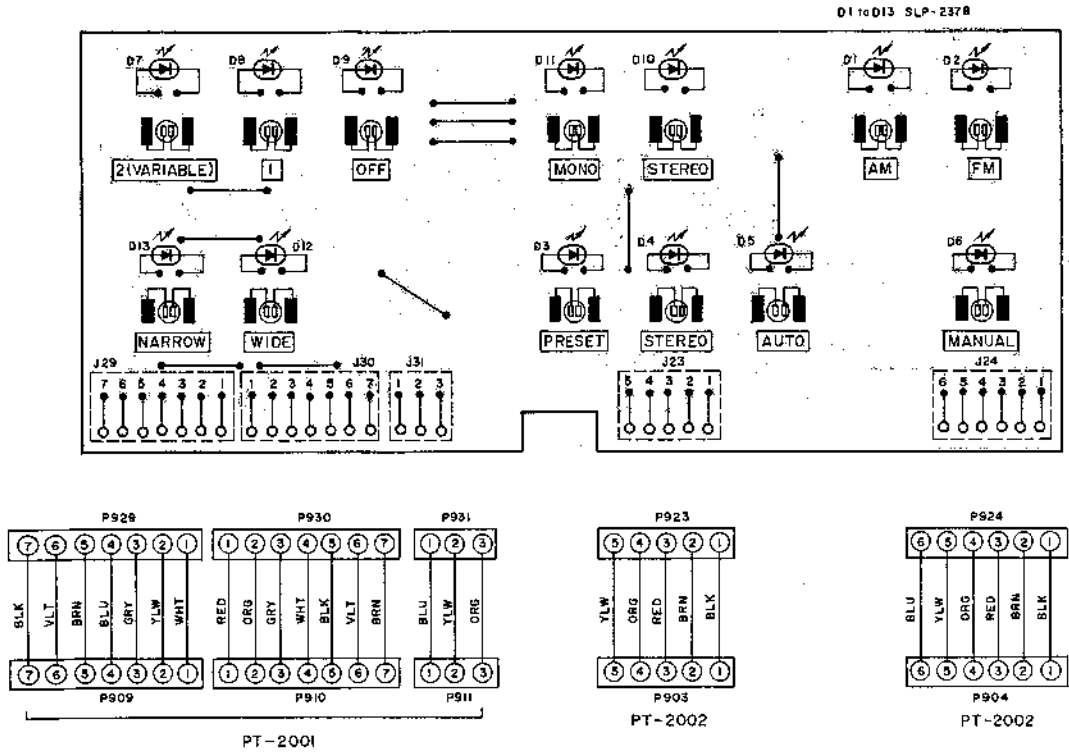 D1 to D13 SLP-237B
D7 D8 D9 D11 D10 D1 D2
2(VARIABLE) 1 OFF MONO STEREO AM FM
D13 D12 D3 D4 D5 D6
NARROW WIDE PRESET STEREO AUTO MANUAL
J29 J30 J31 J23 J24
7 6 5 4 3 2 1 1 2 3 4 5 6 7 1 2 3 5 4 3 2 1 6 5 4 3 2 1
P929 P930 P931 P923 P924
7 6 5 4 3 2 1 1 2 3 4 5 6 7 1 2 3 5 4 3 2 1 6 5 4 3 2 1
BLK VLT BRN BLU GRY YLW WHT RED ORG GRY WHT BLK VLT BRN BLU YLW ORG YLW ORG RED BRN BLK BLU YLW ORG RED BRN BLK
7 6 5 4 3 2 1 1 2 3 4 5 6 7 1 2 3 5 4 3 2 1 6 5 4 3 2 1
P909 P910 P911 P903 P904
PT-2001 PT-2002 PT-2002